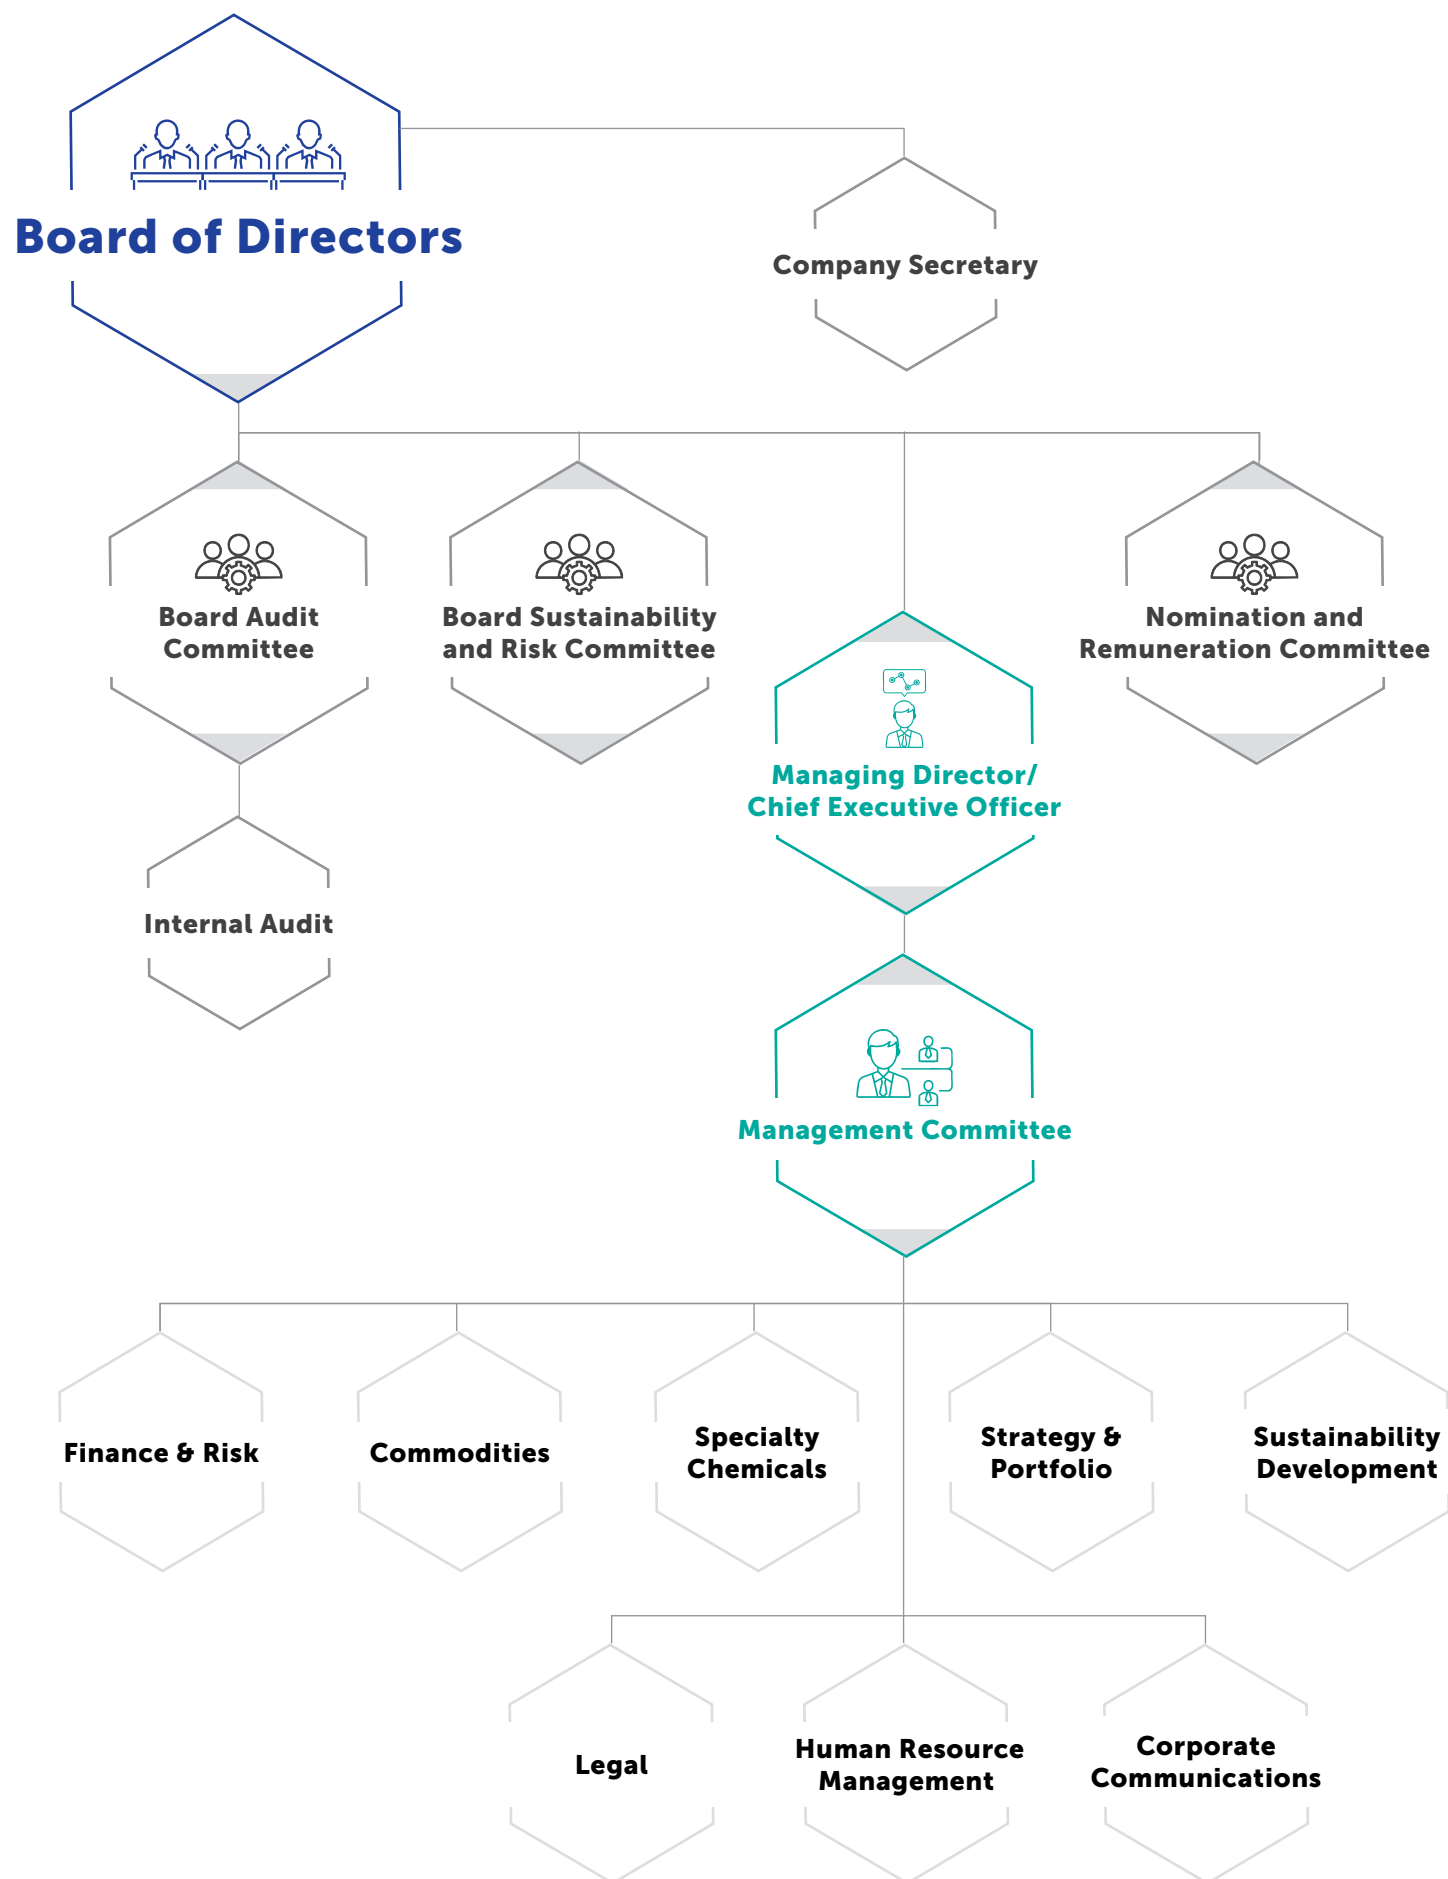 Board of Directors
Company Secretary
Board Audit
Committee
Board Sustainability
and Risk Committee
Nomination and
Remuneration Committee
Managing Director/
Chief Executive Officer
Internal Audit
Management Committee
Finance & Risk
Commodities
Specialty
Chemicals
Strategy &
Portfolio
Sustainability
Development
Legal
Human Resource
Management
Corporate
Communications